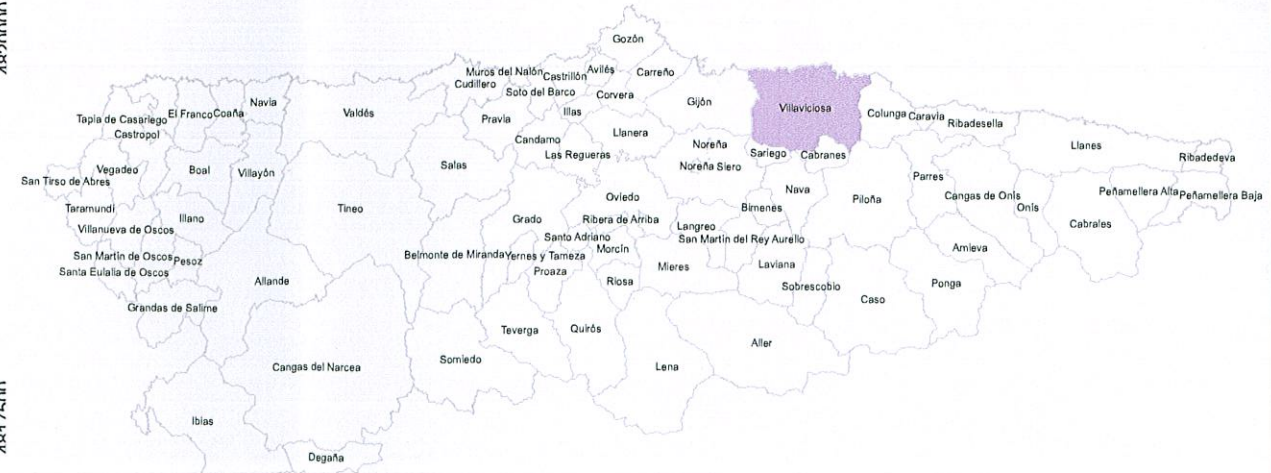 Gozón
Muros del Nalón
Castrillón
Avilés
Carreño
Cudillero
Soto del Barco
Corvera
Gijón
Villaviciosa
Navia
El Franco
Coaña
Tapia de Casariego
Castropol
Valdés
Pravia
Illas
Colunga
Caravia
Ribadesella
Candamo
Llanera
Noreña
Las Regueras
Sariego
Cabranes
Llanes
Ribadedeva
Vegadeo
Boal
Villayón
Salas
Noreña
Siero
San Tirso de Abres
Nava
Piloña
Parres
Cangas de Onís
Onís
Peñamellera Alta
Peñamellera Baja
Taramundi
Illano
Tineo
Oviedo
Bimenes
Villanueva de Oscos
Grado
Ribera de Arriba
Langreo
Cabrales
Santo Adriano
San Martin del Rey Aurelio
Amieva
San Martin de Oscos
Pesoz
Belmonte de Miranda
Yernes y Tameza
Morcín
Santa Eulalia de Oscos
Proaza
Mieres
Laviana
Allande
Riosa
Sobrescobio
Caso
Ponga
Grandas de Salime
Teverga
Quirós
Aller
Cangas del Narcea
Somiedo
Lena
Ibias
Degaña